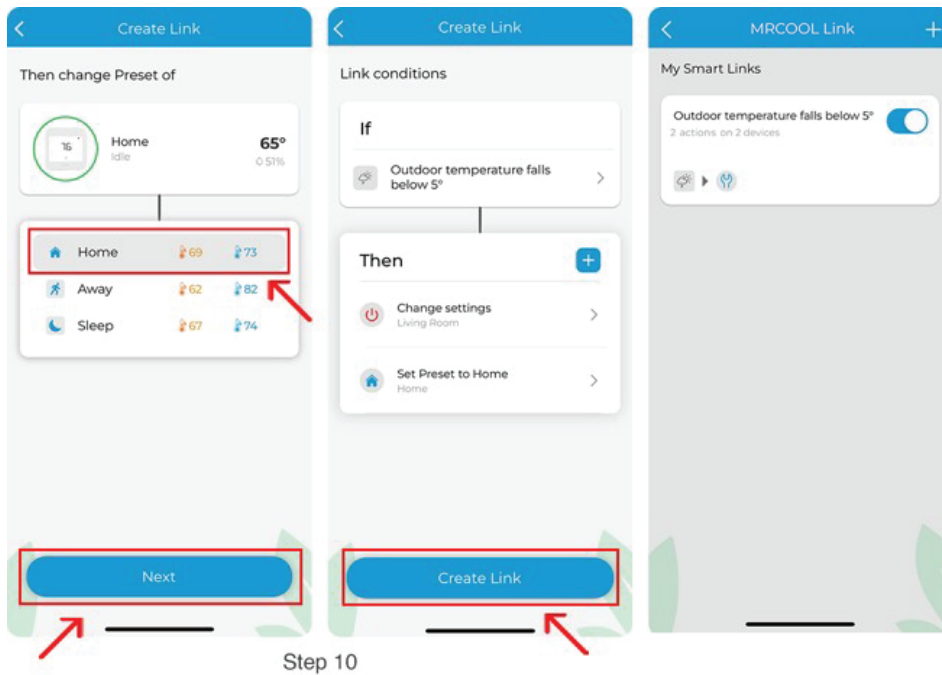 Create Link
Then change Preset of
76
Home
Idle
65°
0 51%
Home 69 73
Away 62 82
Sleep 67 74
Next
Create Link
Link conditions
If
Outdoor temperature falls
below 5°
Then
Change settings
Living Room
Set Preset to Home
Home
Create Link
MRCOOL Link
My Smart Links
Outdoor temperature falls below 5°
2 actions on 2 devices
Step 10